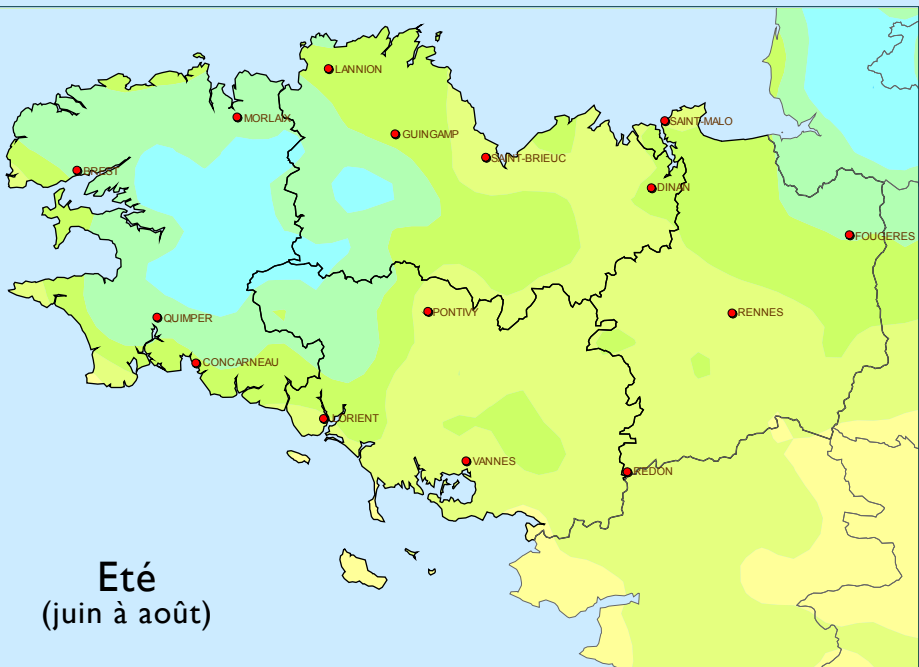 LANNION
MORLAIX
GUINGAMP
SAINT-MALO
SAINT-BRIEUC
BREST
DINAN
FOUGERES
QUIMPER
PONTIVY
RENNES
CONCARNEAU
LORIENT
VANNES
REDON
Eté
(juin à août)